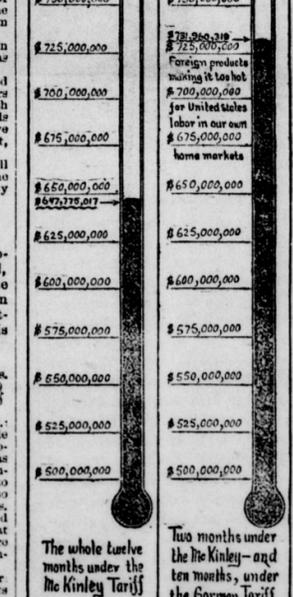 $725,000,000
$700,000,000
$675,000,000
$650,000,000
$647,775,017
$625,000,000
$600,000,000
$575,000,000
$550,000,000
$525,000,000
$500,000,000
The whole twelve
months under the
Mc Kinley Tariff
$731,960,319
$725,000,000
Foreign products
making it too hot
$700,000,000
for United States
labor in our own
$675,000,000
home markets
$650,000,000
$625,000,000
$600,000,000
$575,000,000
$550,000,000
$525,000,000
$500,000,000
Two months under
the Mc Kinley - and
ten months, under
the Gorman Tariff